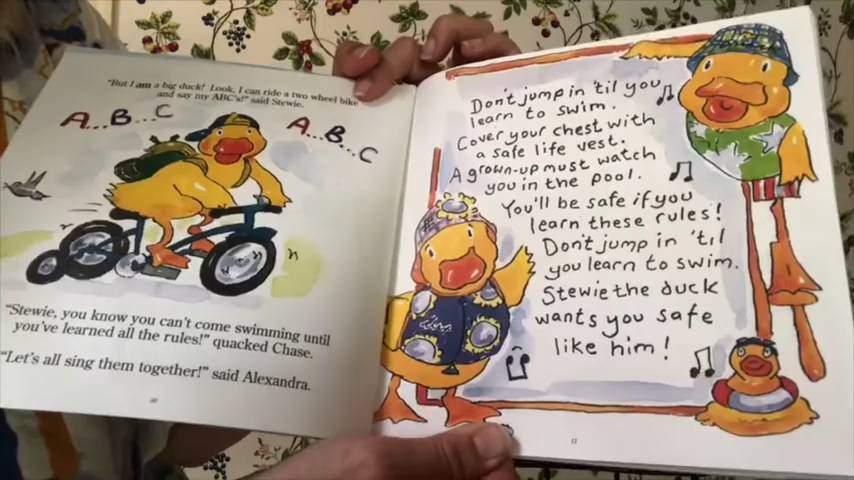 "But I am a big duck! Look, I can ride a two wheel bike
and say my ABC's!" said Stewie.
A...B...C
A...B...C
"Stewie, you know you can't come swimming until
you've learned all the rules!" quacked Chase.
"Let's all sing them together!" said Alexandra.
Don't jump in 'til you
learn to swim.
Cover your chest with
a safe life vest.
A grown-up must watch
you in the pool.
You'll be safe if you
learn these rules!
Don't jump in 'til
you learn to swim.
Stewie the duck
wants you safe
like him!
11